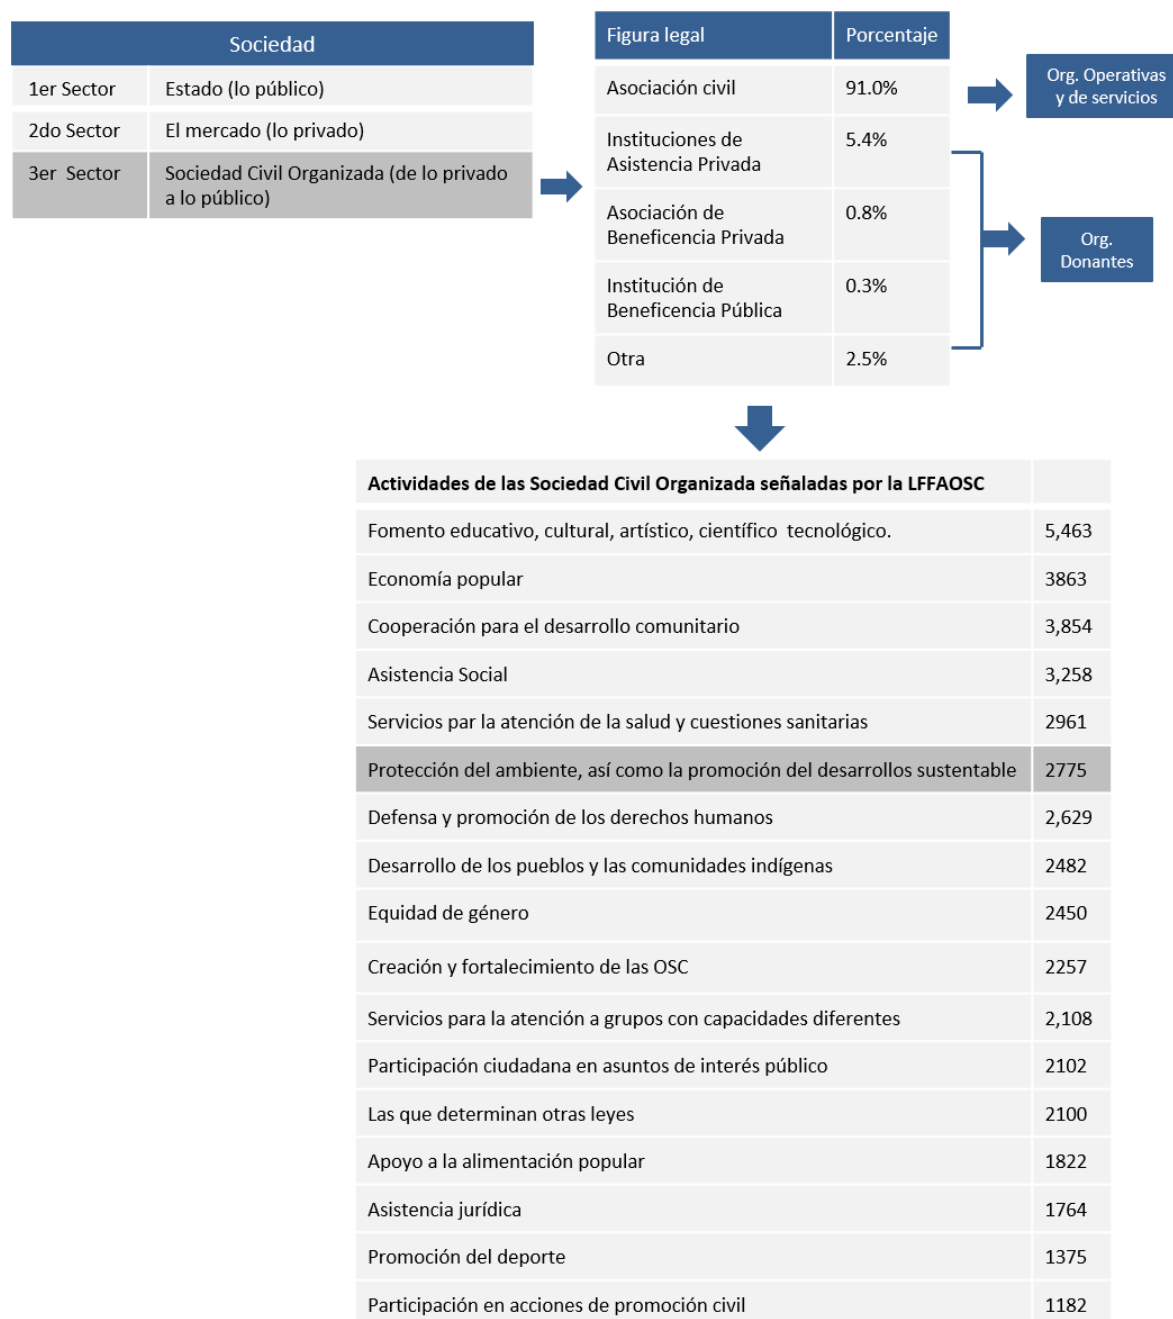 Sociedad
1er Sector Estado (lo público)
2do Sector El mercado (lo privado)
3er Sector Sociedad Civil Organizada (de lo privado
a lo público)
Figura legal Porcentaje
Asociación civil 91.0%
Instituciones de 5.4%
Asistencia Privada
Asociación de 0.8%
Beneficencia Privada
Institución de 0.3%
Beneficencia Pública
Otra 2.5%
Org. Operativas
y de servicios
Org.
Donantes
Actividades de las Sociedad Civil Organizada señaladas por la LFFAOSC
Fomento educativo, cultural, artístico, científico tecnológico. 5,463
Economía popular 3863
Cooperación para el desarrollo comunitario 3,854
Asistencia Social 3,258
Servicios par la atención de la salud y cuestiones sanitarias 2961
Protección del ambiente, así como la promoción del desarrollos sustentable 2775
Defensa y promoción de los derechos humanos 2,629
Desarrollo de los pueblos y las comunidades indígenas 2482
Equidad de género 2450
Creación y fortalecimiento de las OSC 2257
Servicios para la atención a grupos con capacidades diferentes 2,108
Participación ciudadana en asuntos de interés público 2102
Las que determinan otras leyes 2100
Apoyo a la alimentación popular 1822
Asistencia jurídica 1764
Promoción del deporte 1375
Participación en acciones de promoción civil 1182